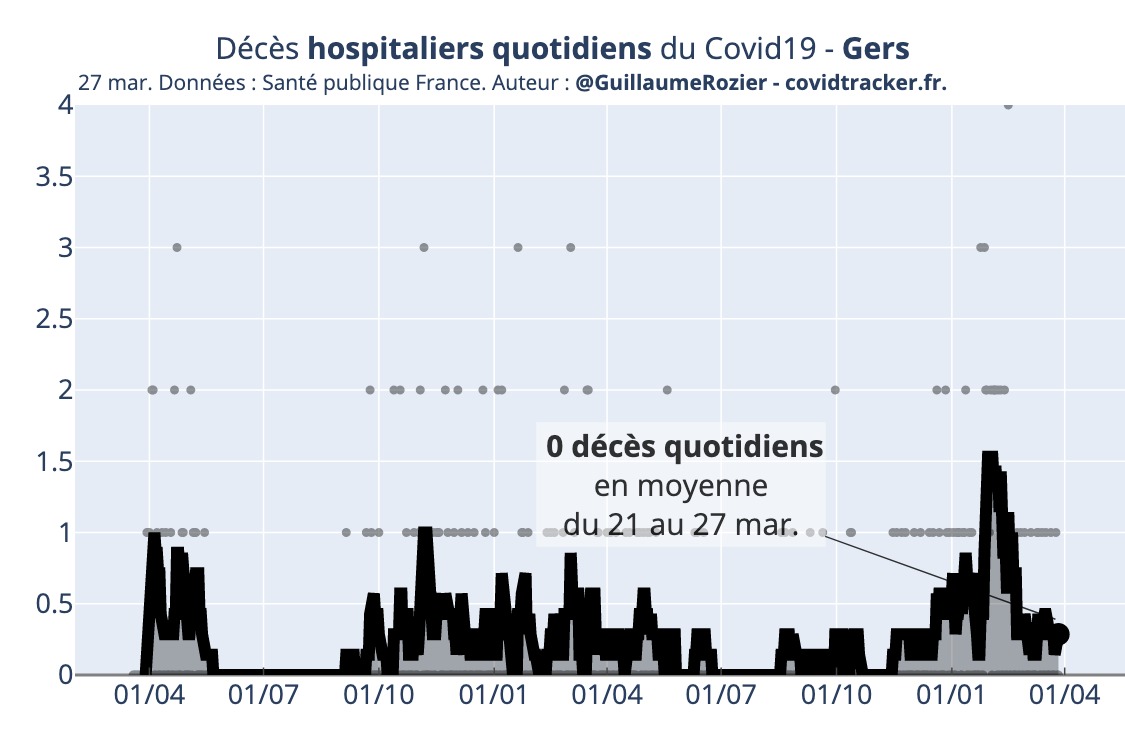 Décès hospitaliers quotidiens du Covid19 - Gers
27 mar. Données : Santé publique France. Auteur : @GuillaumeRozier - covidtracker.fr.
4
3.5
3
2.5
2
1.5
1
0.5
0
0 décès quotidiens
en moyenne
du 21 au 27 mar.
01/04 01/07 01/10 01/01 01/04 01/07 01/10 01/01 01/04